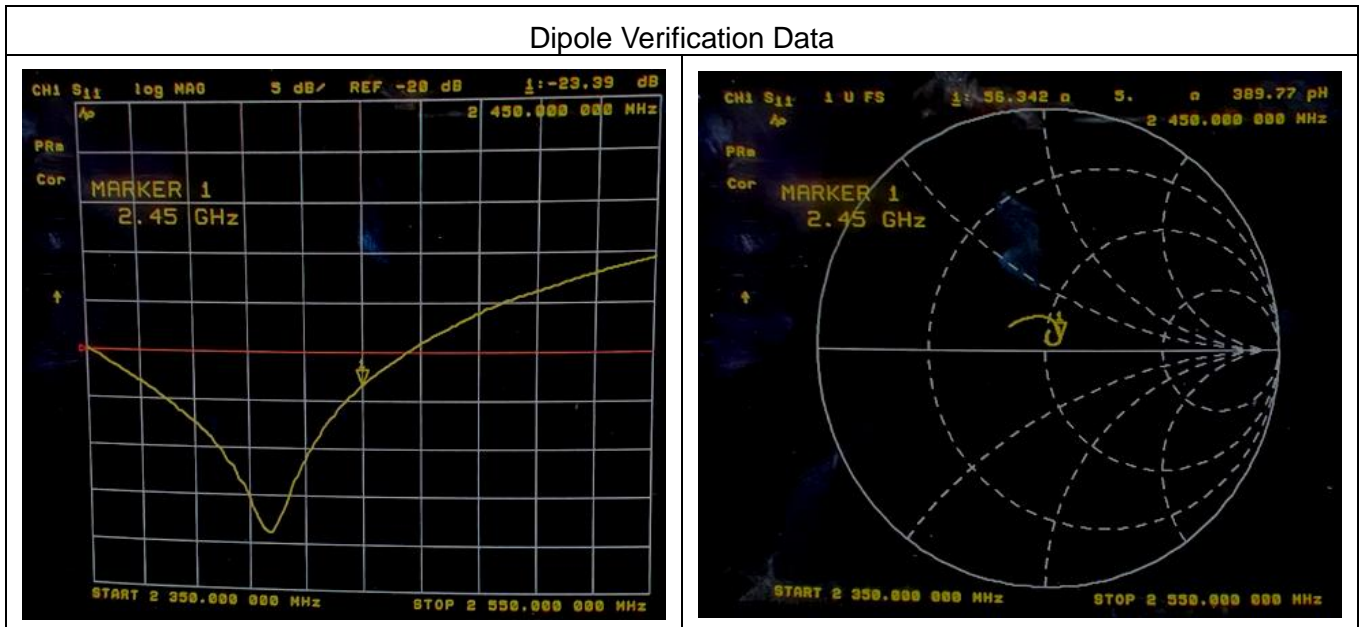 Dipole Verification Data
CH1 S11 log MAG 5 dB/ REF -20 dB 1:-23.39 dB
2 450.000 000 MHz
PRm
Cor
MARKER 1
2.45 GHz
↑
1
START 2 350.000 000 MHz STOP 2 550.000 000 MHz
CH1 S11 1 U FS 1: 56.342 Ω 5. Ω 389.77 pH
2 450.000 000 MHz
PRm
Cor
MARKER 1
2.45 GHz
↑
1
START 2 350.000 000 MHz STOP 2 550.000 000 MHz